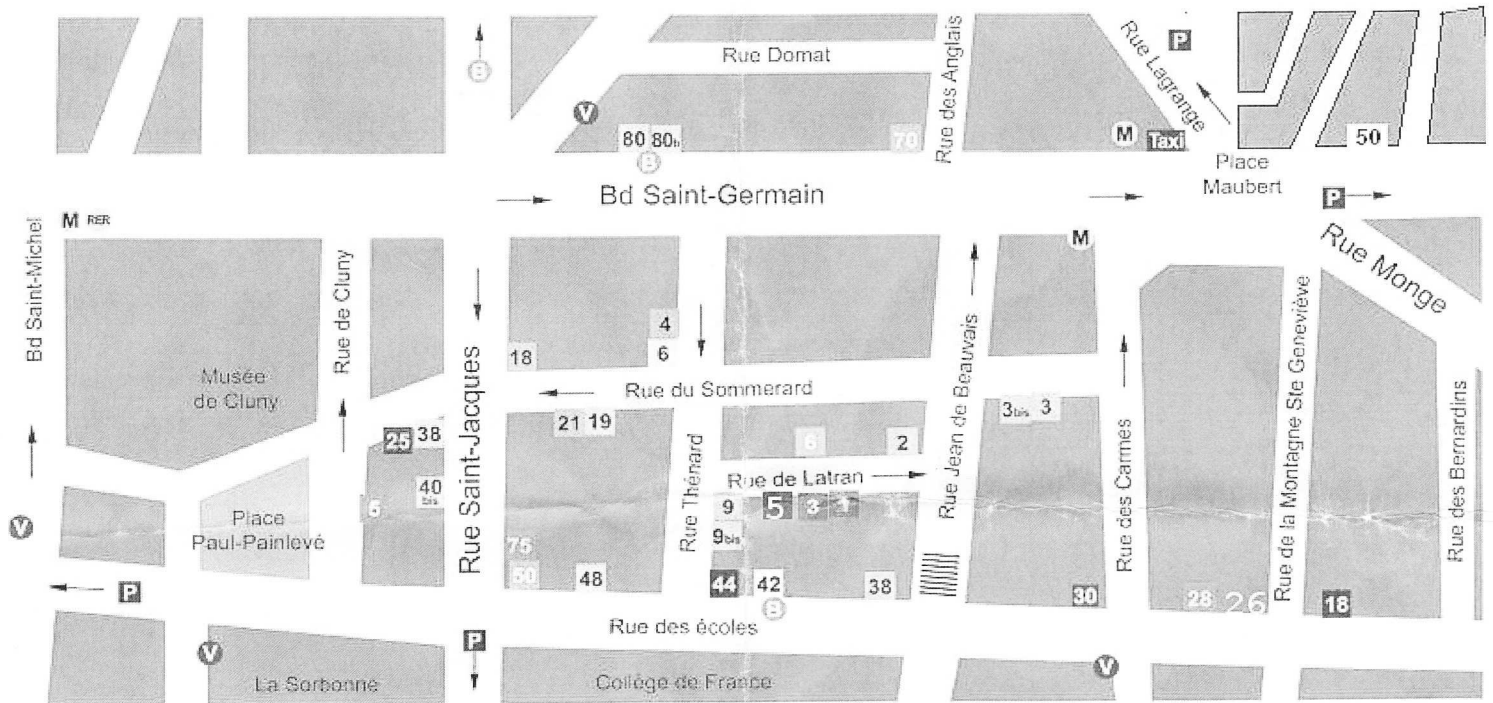 B
Rue Domat
Rue des Anglais
Rue Lagrange
P
V
80 80b
B
70
M
Taxi
50
Place
Maubert
Bd Saint-Germain
P
Bd Saint-Michel
M RER
Rue de Cluny
Rue Saint-Jacques
M
Rue Monge
Musée
de Cluny
18
4
6
Rue du Sommerard
Rue Jean de Beauvais
Rue des Carmes
Rue de la Montagne Ste Geneviève
Rue des Bernardins
25
38
40
bis
21 19
Rue Thénard
6
2
3bis 3
Rue de Latran
V
Place
Paul-Painlevé
9
5
3
1
9bis
75
50
48
44
42
B
38
30
28
26
18
P
Rue des écoles
V
P
V
La Sorbonne
Collège de France